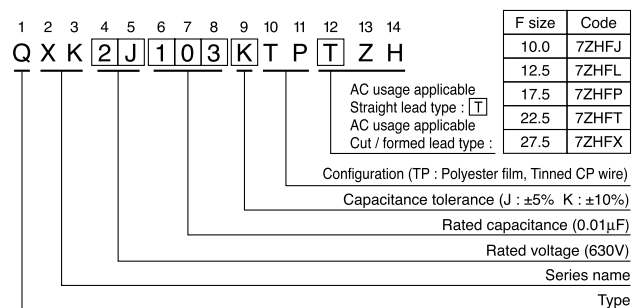 1 2 3 4 5 6 7 8 9 10 11 12 13 14
Q X K 2 J 1 0 3 K T P T Z H
AC usage applicable
Straight lead type : T
AC usage applicable
Cut / formed lead type :
F size Code
10.0 7ZHFJ
12.5 7ZHFL
17.5 7ZHFP
22.5 7ZHFT
27.5 7ZHFX
Configuration (TP : Polyester film, Tinned CP wire)
Capacitance tolerance (J : ±5% K : ±10%)
Rated capacitance (0.01μF)
Rated voltage (630V)
Series name
Type